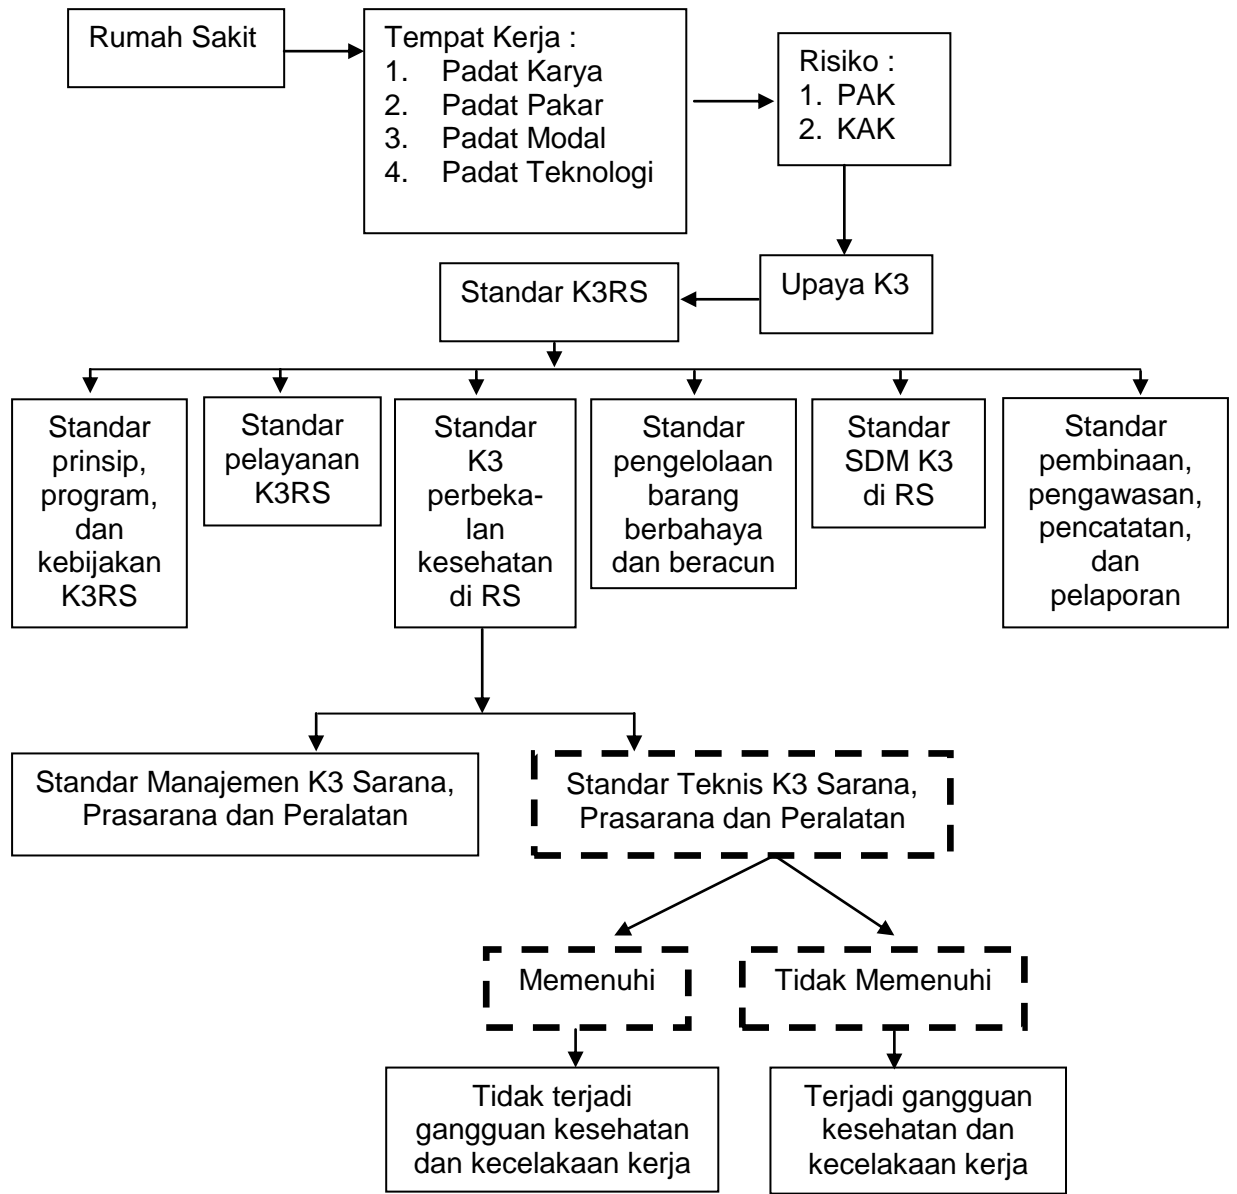 Rumah Sakit
Tempat Kerja :
1. Padat Karya
2. Padat Pakar
3. Padat Modal
4. Padat Teknologi
Risiko :
1. PAK
2. KAK
Upaya K3
Standar K3RS
Standar
prinsip,
program,
dan
kebijakan
K3RS
Standar
pelayanan
K3RS
Standar
K3
perbeka-
lan
kesehatan
di RS
Standar
pengelolaan
barang
berbahaya
dan beracun
Standar
SDM K3
di RS
Standar
pembinaan,
pengawasan,
pencatatan,
dan
pelaporan
Standar Manajemen K3 Sarana,
Prasarana dan Peralatan
Standar Teknis K3 Sarana,
Prasarana dan Peralatan
Memenuhi
Tidak Memenuhi
Tidak terjadi
gangguan kesehatan
dan kecelakaan kerja
Terjadi gangguan
kesehatan dan
kecelakaan kerja